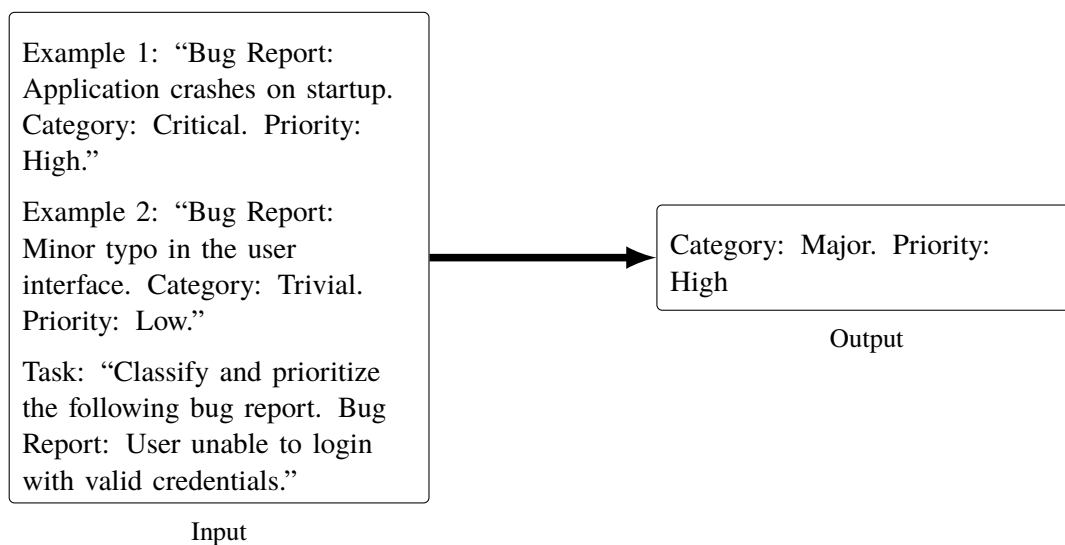 Example 1: “Bug Report:
Application crashes on startup.
Category: Critical. Priority:
High.”
Example 2: “Bug Report:
Minor typo in the user
interface. Category: Trivial.
Priority: Low.”
Task: “Classify and prioritize
the following bug report. Bug
Report: User unable to login
with valid credentials.”
Input
Category: Major. Priority:
High
Output